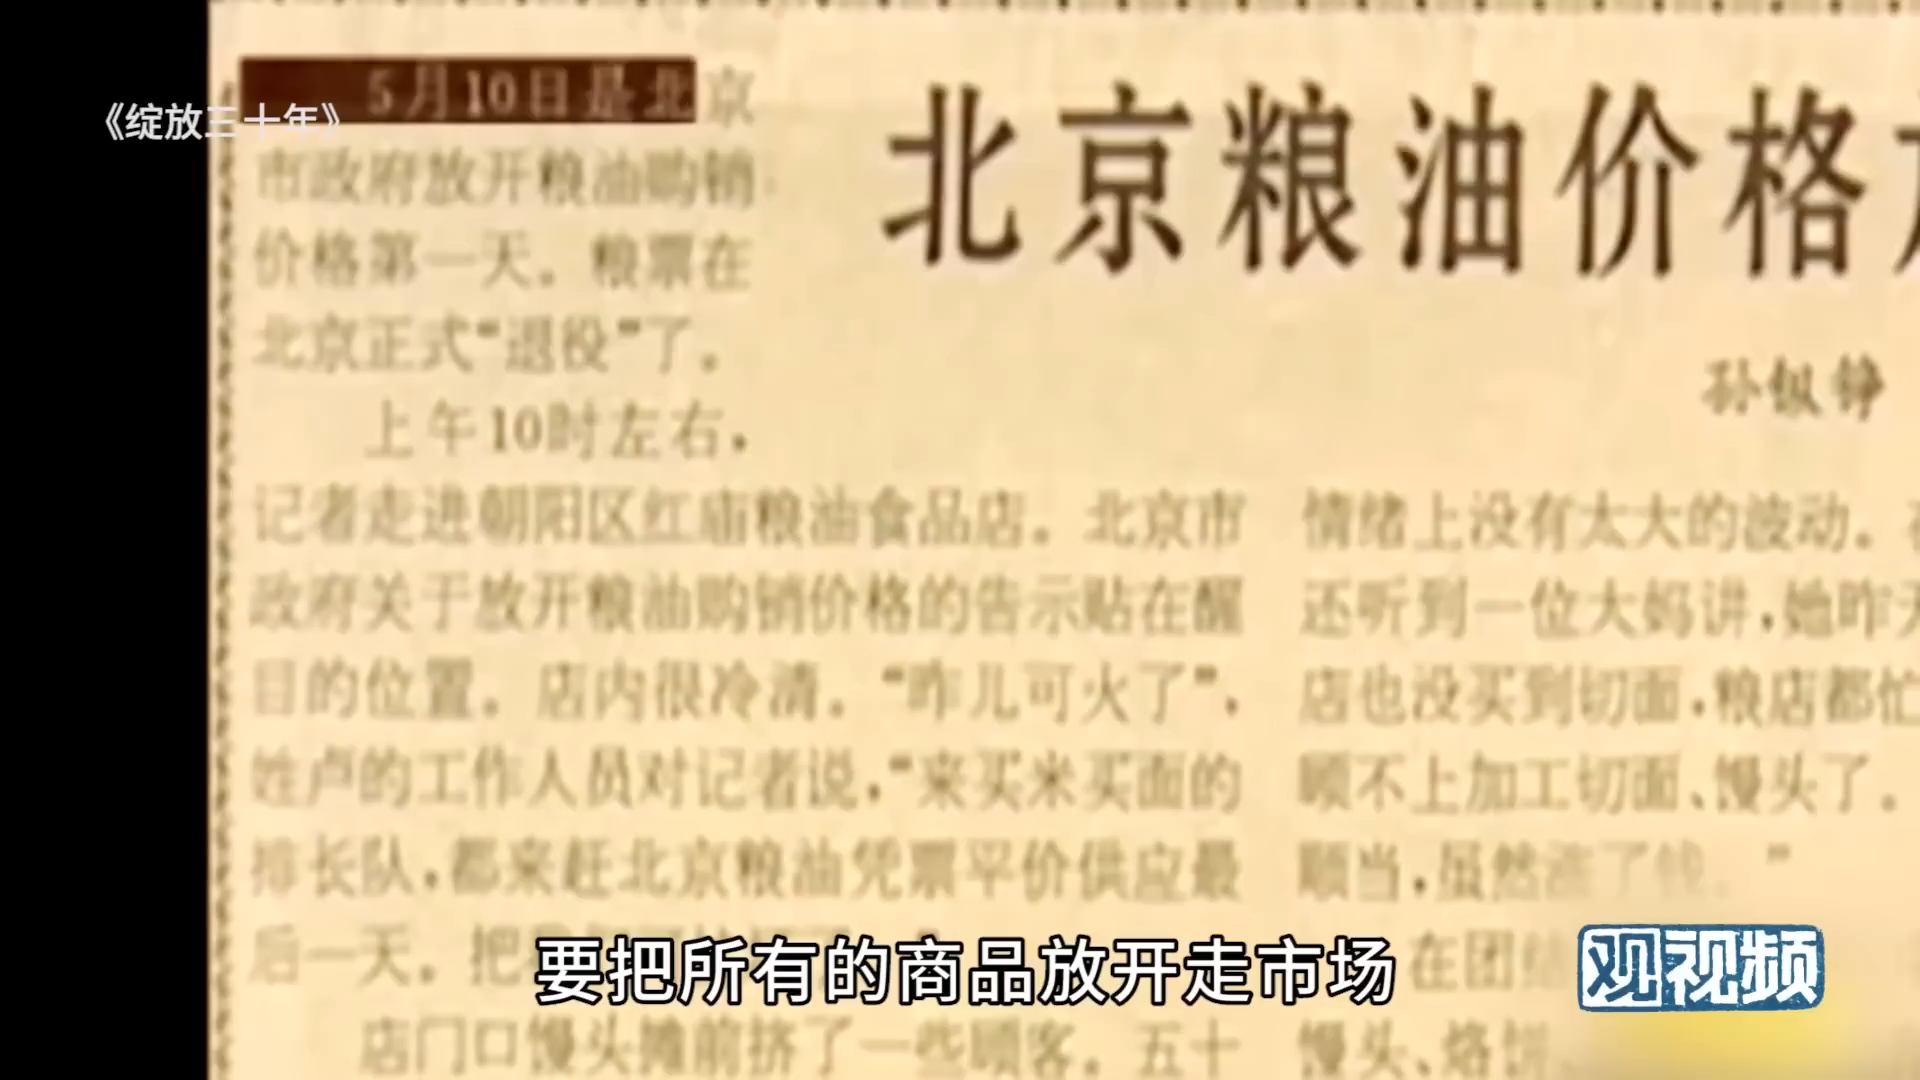 《绽放三十年》
5月10日是北京
市政府放开粮油购销
价格第一天。粮票在
北京正式“退役”了。
上午10时左右，
记者走进朝阳区红庙粮油食品店。北京市
政府关于放开粮油购销价格的告示贴在醒
目的位置。店内很冷清。“昨儿可火了”，
姓卢的工作人员对记者说，“来买米买面的
排长队，都来赶北京粮油凭票平价供应最
后一天。把
店门口馒头摊前挤了一些顾客。五十
北京粮油价格
孙似铮
情绪上没有太大的波动。
还听到一位大妈讲，她昨天
店也没买到切面，粮店都忙
顾不上加工切面、馒头了。
顺当，虽然涨了钱。”
在团结
馒头、烙饼
要把所有的商品放开走市场
观视频